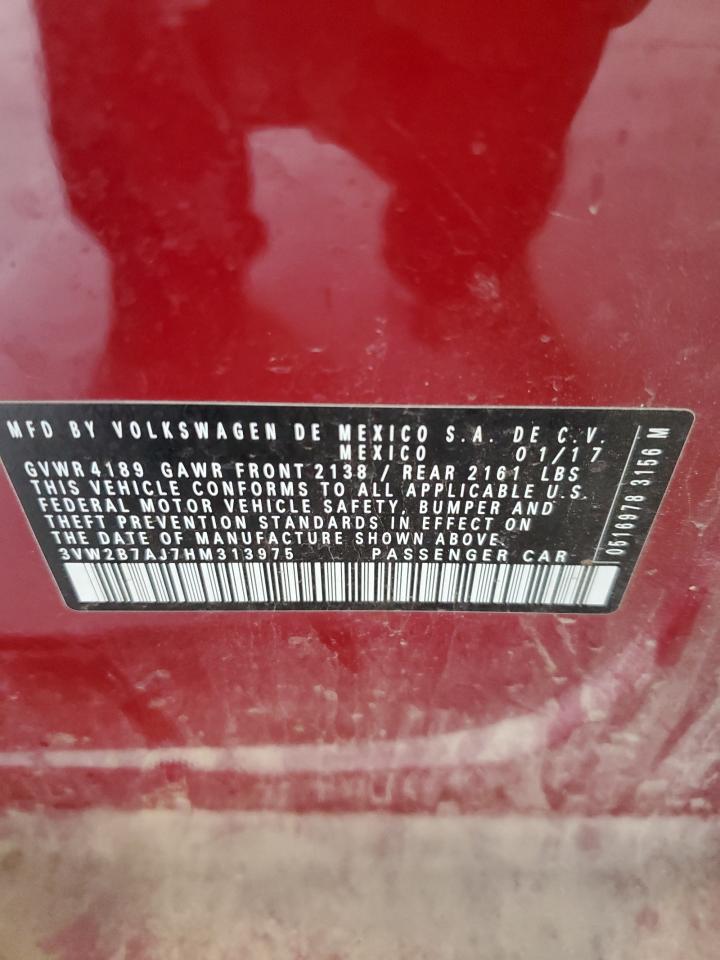 MFD BY VOLKSWAGEN DE MEXICO S.A. DE C.V.
MEXICO 01/17
GVWR 4189 GAWR FRONT 2138 / REAR 2161 LBS
THIS VEHICLE CONFORMS TO ALL APPLICABLE U.S.
FEDERAL MOTOR VEHICLE SAFETY, BUMPER AND
THEFT PREVENTION STANDARDS IN EFFECT ON
THE DATE OF MANUFACTURE SHOWN ABOVE.
3VW2B7AJ7HM313975 PASSENGER CAR
0516978 3156 M